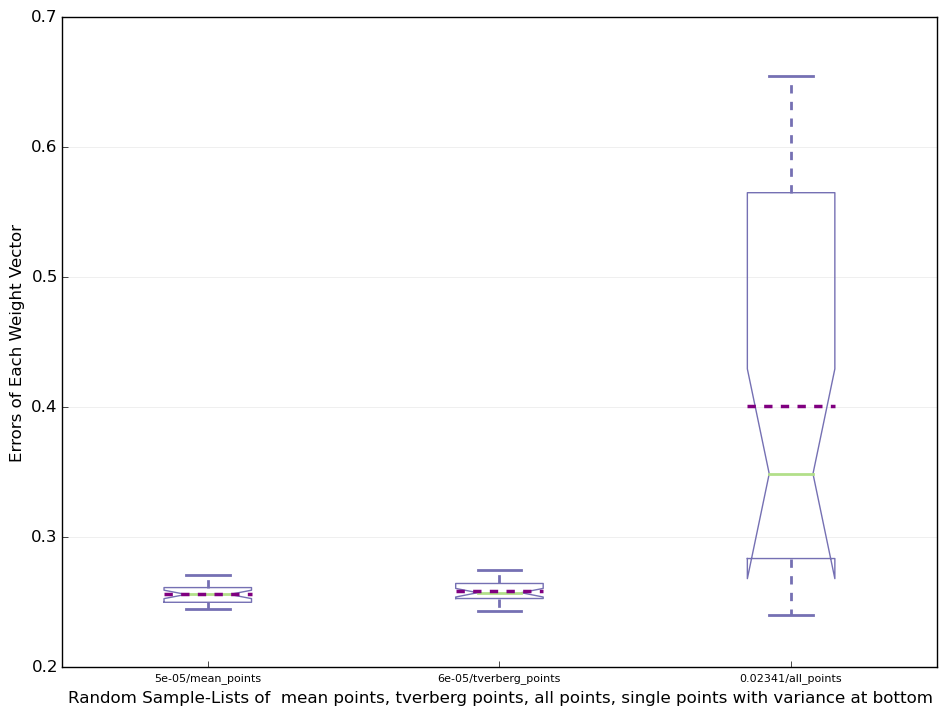 0.7
0.6
0.5
0.4
0.3
0.2
Errors of Each Weight Vector
5e-05/mean_points
6e-05/tverberg_points
0.02341/all_points
Random Sample-Lists of  mean points, tverberg points, all points, single points with variance at bottom